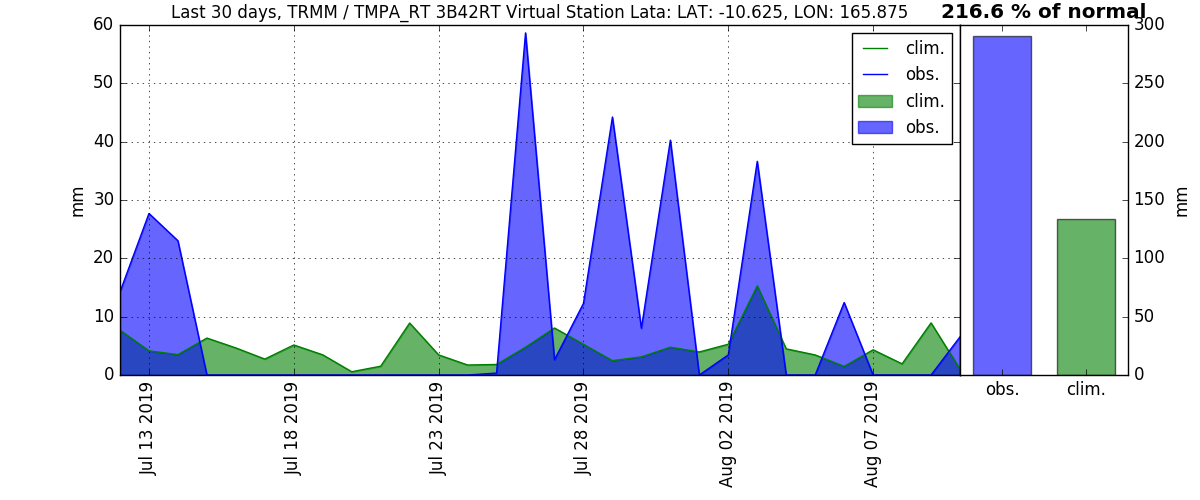 Last 30 days, TRMM / TMPA_RT 3B42RT Virtual Station Lata: LAT: -10.625, LON: 165.875
216.6 % of normal
60
50
40
30
20
10
0
mm
clim.
obs.
clim.
obs.
300
250
200
150
100
50
0
mm
Jul 13 2019
Jul 18 2019
Jul 23 2019
Jul 28 2019
Aug 02 2019
Aug 07 2019
obs.
clim.